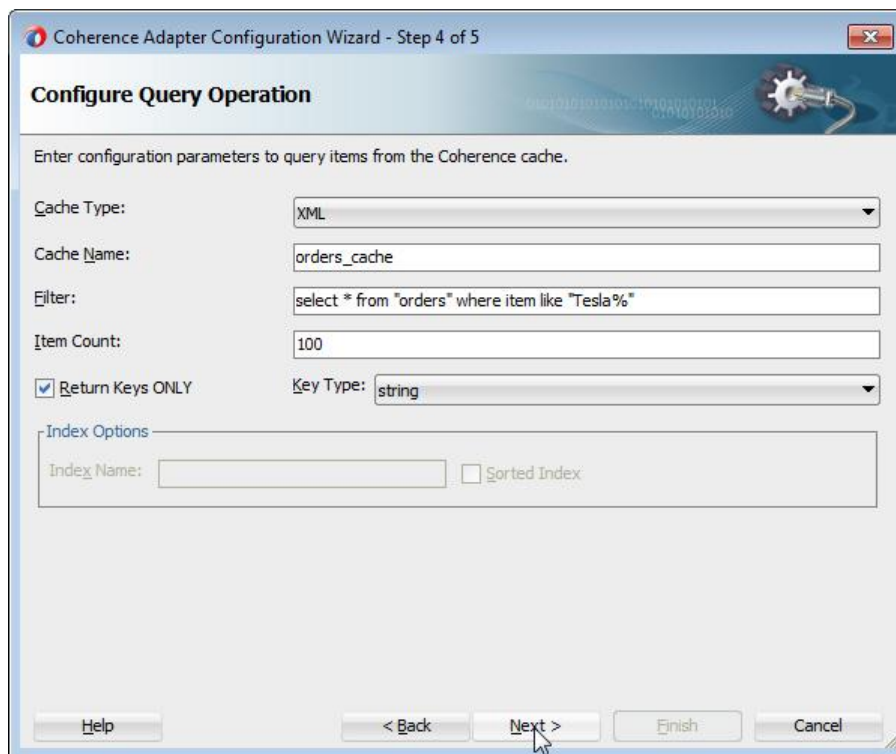 Coherence Adapter Configuration Wizard - Step 4 of 5
Configure Query Operation
Enter configuration parameters to query items from the Coherence cache.
Cache Type: XML
Cache Name: orders_cache
Filter: select * from "orders" where item like "Tesla%"
Item Count: 100
Return Keys ONLY Key Type: string
Index Options
Index Name: Sorted Index
Help < Back Next > Finish Cancel